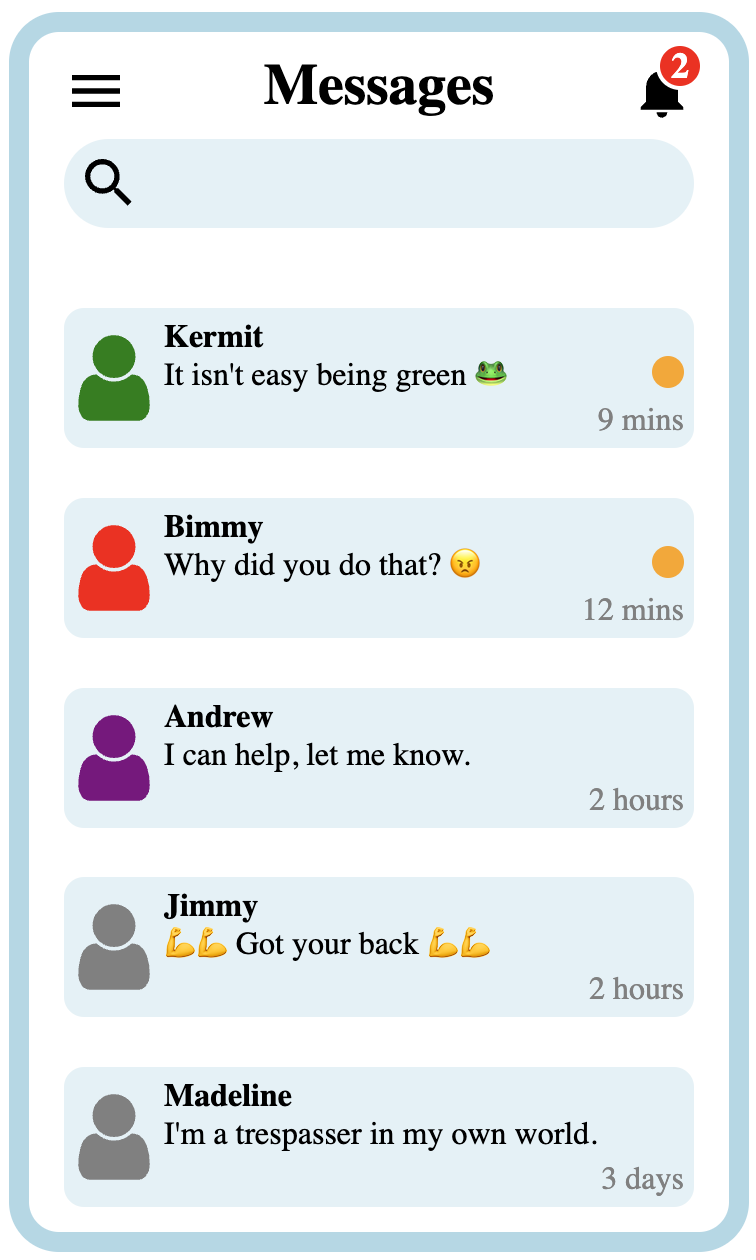 Messages
2
Kermit
It isn't easy being green 🐸
9 mins
Bimmy
Why did you do that? 😠
12 mins
Andrew
I can help, let me know.
2 hours
Jimmy
💪💪 Got your back 💪💪
2 hours
Madeline
I'm a trespasser in my own world.
3 days